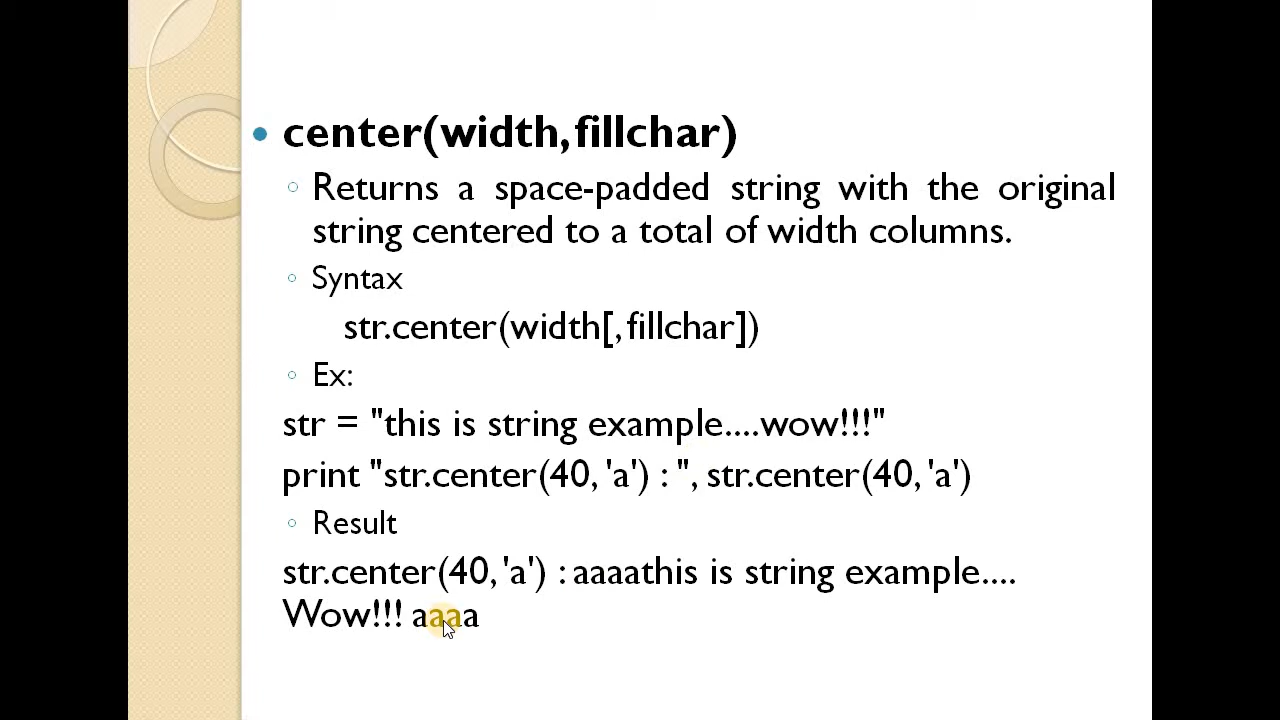 center(width,fillchar)
Returns a space-padded string with the original
string centered to a total of width columns.
Syntax
str.center(width[,fillchar])
Ex:
str = "this is string example....wow!!!"
print "str.center(40, 'a') : ", str.center(40, 'a')
Result
str.center(40, 'a') : aaaathis is string example....
Wow!!! aaaa